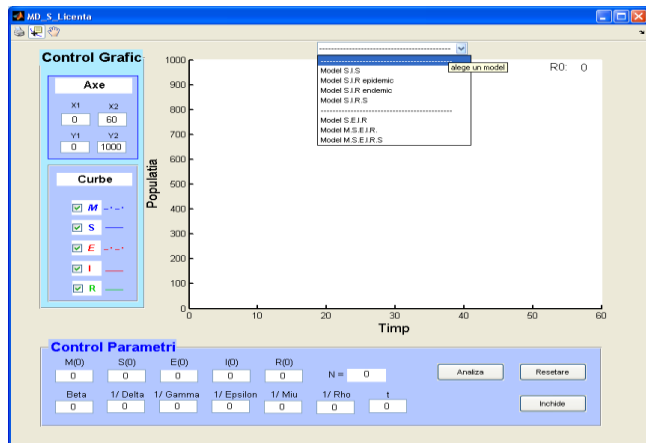 MD_S_Licenta
Control Grafic
Axe
X1 X2
0 60
Y1 Y2
0 1000
Curbe
M
S
E
I
R
alege un model
Model S.I.S
Model S.I.R epidemic
Model S.I.R endemic
Model S.I.R.S
Model S.E.I.R
Model M.S.E.I.R.
Model M.S.E.I.R.S
R0: 0
Populatia
1000
900
800
700
600
500
400
300
200
100
0
0 10 20 30 40 50 60
Timp
Control Parametri
M(0) S(0) E(0) I(0) R(0)
0 0 0 0 0 N = 0
Beta 1/ Delta 1/ Gamma 1/ Epsilon 1/ Miu 1/ Rho t
0 0 0 0 0 0 0
Analiza
Resetare
Inchide